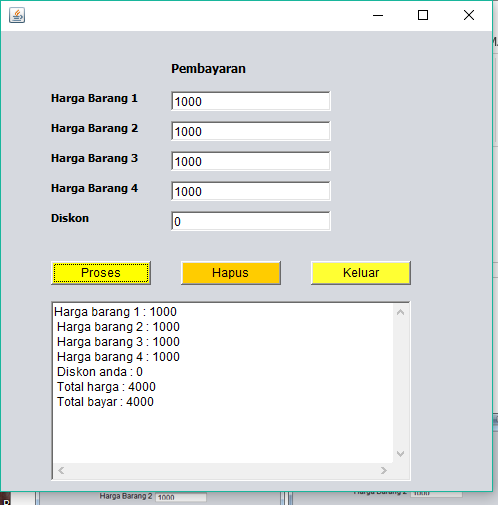 Pembayaran
Harga Barang 1 1000
Harga Barang 2 1000
Harga Barang 3 1000
Harga Barang 4 1000
Diskon 0
Proses Hapus Keluar
Harga barang 1 : 1000
Harga barang 2 : 1000
Harga barang 3 : 1000
Harga barang 4 : 1000
Diskon anda : 0
Total harga : 4000
Total bayar : 4000
Harga Barang 2 1000 Harga Barang 2 1000